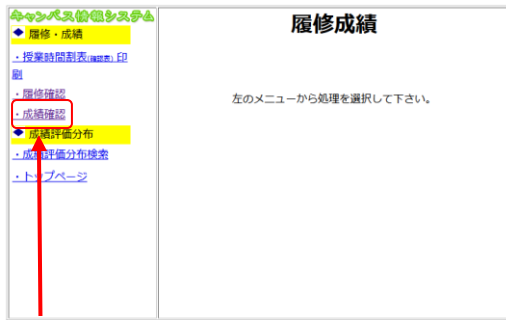 キャンパス情報システム
◆ 履修・成績
・授業時間割表(確認表) 印
刷
・履修確認
・成績確認
◆ 成績評価分布
・成績評価分布検索
・トップページ
履修成績
左のメニューから処理を選択して下さい。